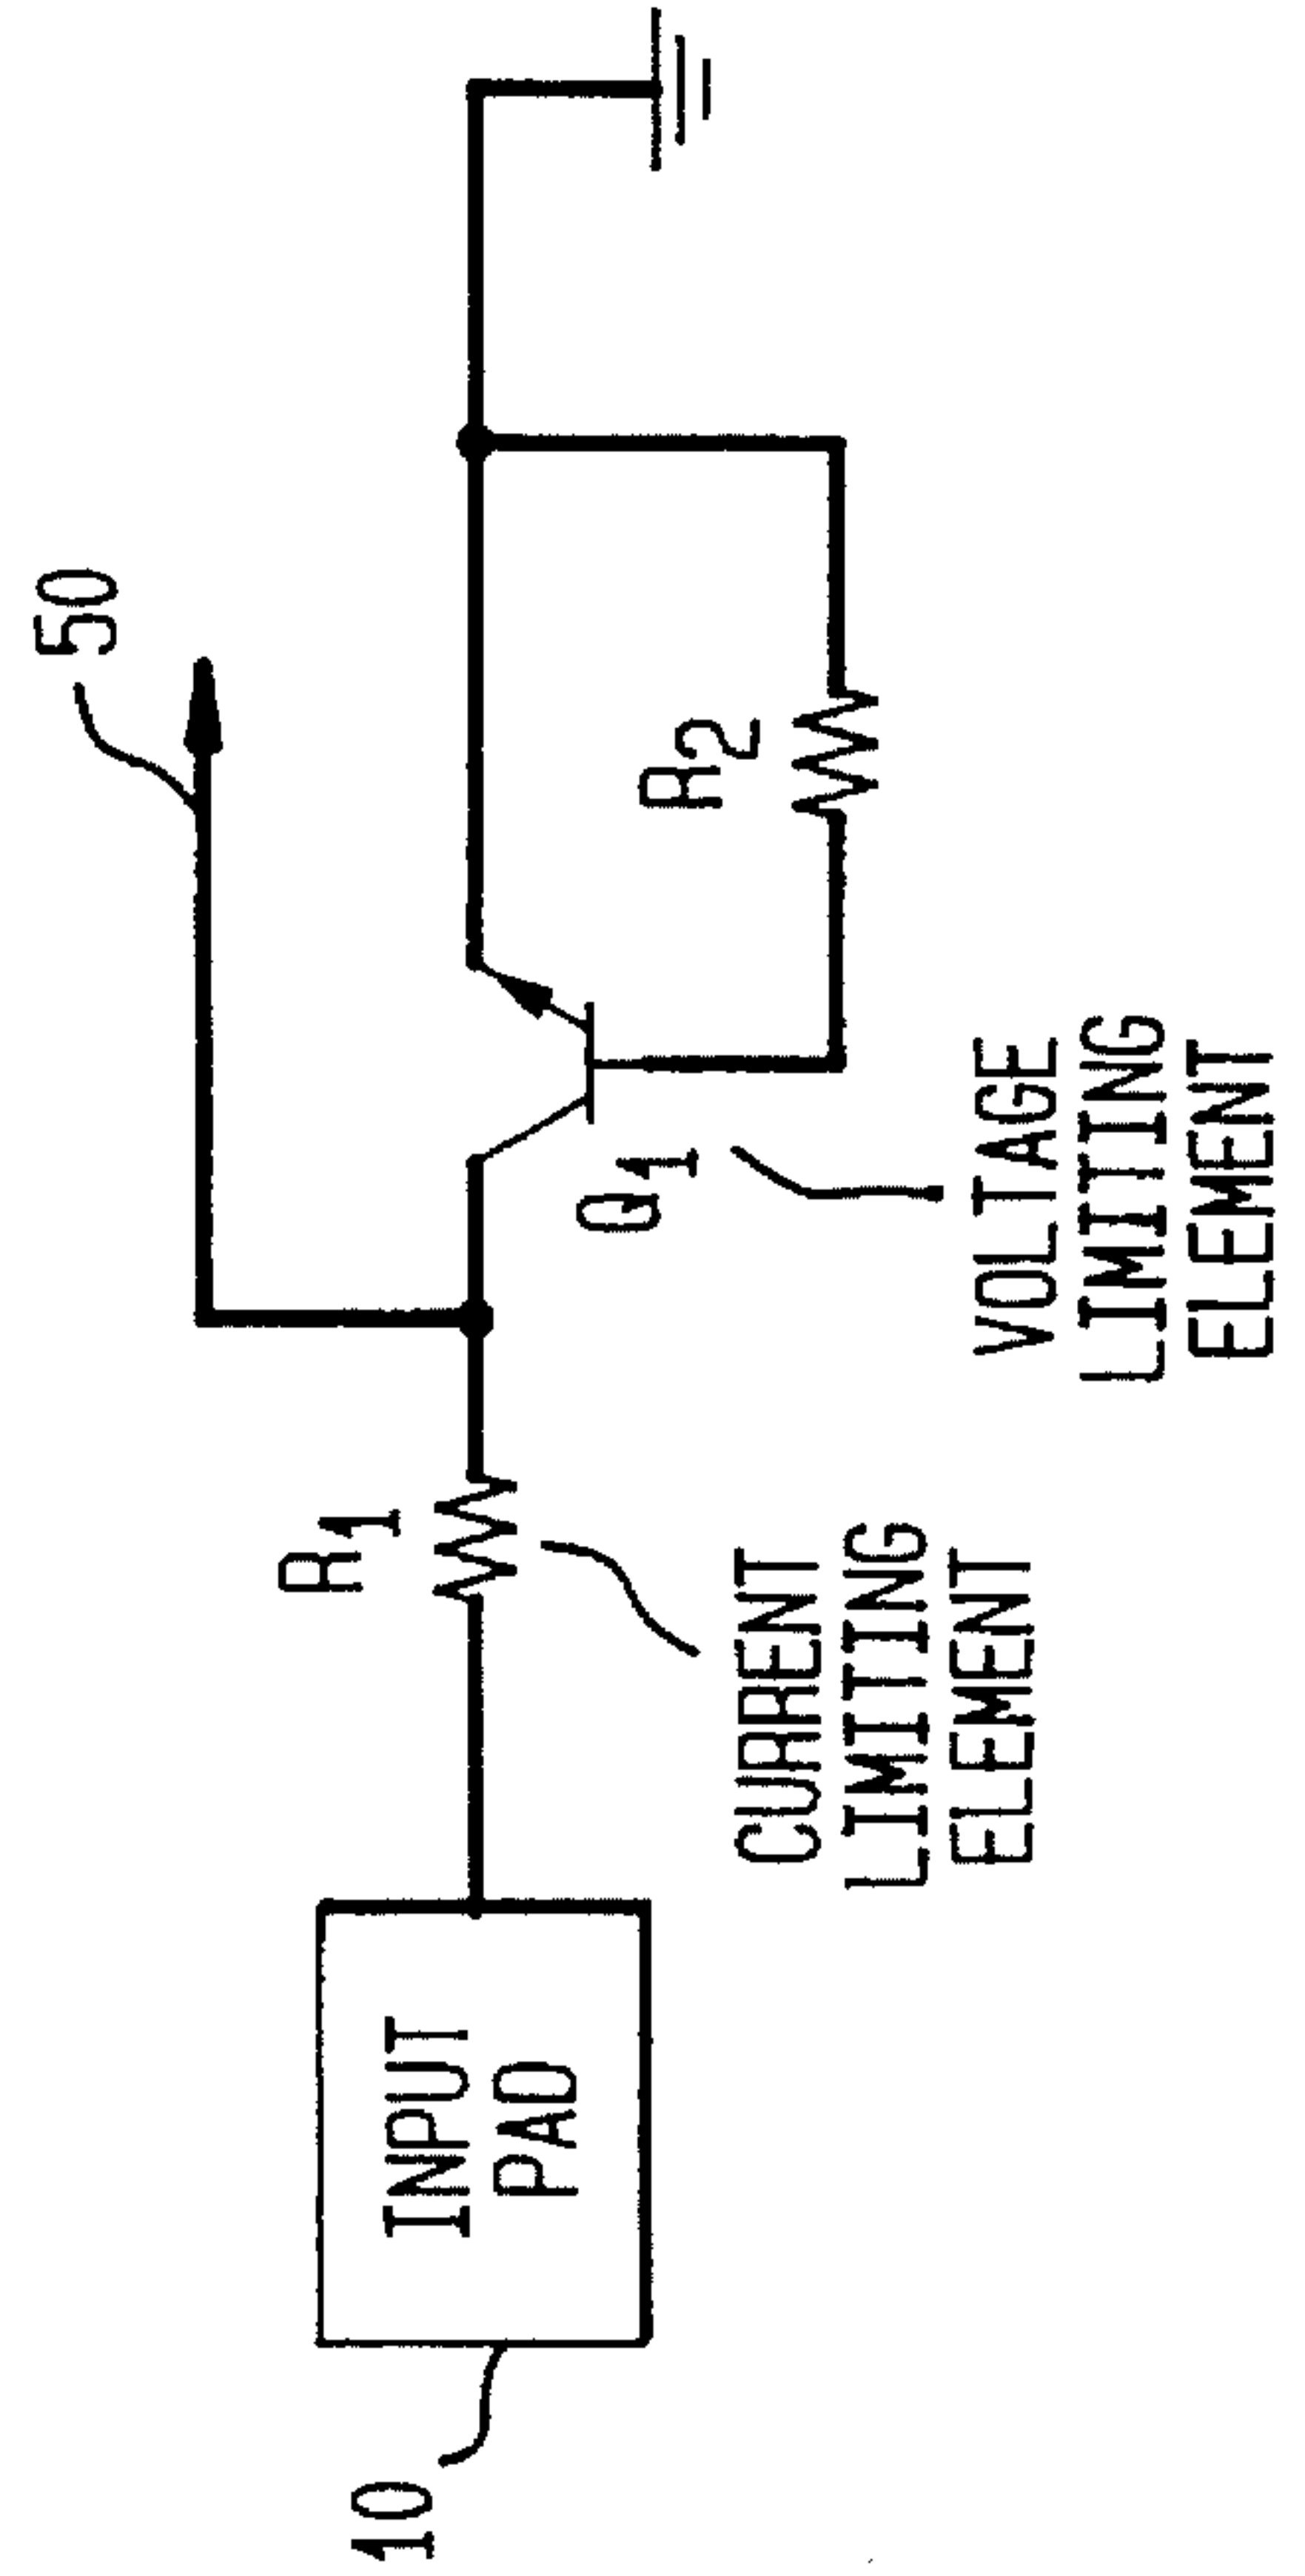 10
INPUT
PAD
R1
CURRENT
LIMITING
ELEMENT
50
Q1
R2
VOLTAGE
LIMITING
ELEMENT